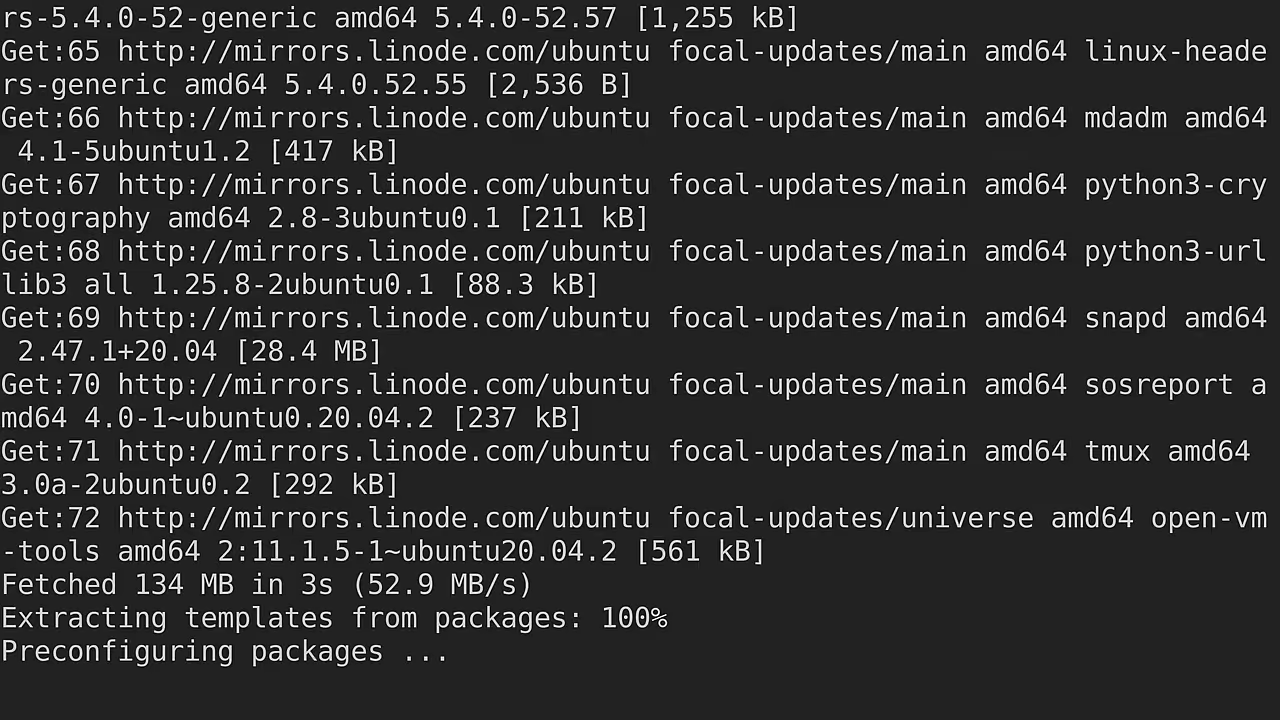 rs-5.4.0-52-generic amd64 5.4.0-52.57 [1,255 kB]
Get:65 http://mirrors.linode.com/ubuntu focal-updates/main amd64 linux-heade
rs-generic amd64 5.4.0.52.55 [2,536 B]
Get:66 http://mirrors.linode.com/ubuntu focal-updates/main amd64 mdadm amd64
 4.1-5ubuntu1.2 [417 kB]
Get:67 http://mirrors.linode.com/ubuntu focal-updates/main amd64 python3-cry
ptography amd64 2.8-3ubuntu0.1 [211 kB]
Get:68 http://mirrors.linode.com/ubuntu focal-updates/main amd64 python3-url
lib3 all 1.25.8-2ubuntu0.1 [88.3 kB]
Get:69 http://mirrors.linode.com/ubuntu focal-updates/main amd64 snapd amd64
 2.47.1+20.04 [28.4 MB]
Get:70 http://mirrors.linode.com/ubuntu focal-updates/main amd64 sosreport a
md64 4.0-1~ubuntu0.20.04.2 [237 kB]
Get:71 http://mirrors.linode.com/ubuntu focal-updates/main amd64 tmux amd64
3.0a-2ubuntu0.2 [292 kB]
Get:72 http://mirrors.linode.com/ubuntu focal-updates/universe amd64 open-vm
-tools amd64 2:11.1.5-1~ubuntu20.04.2 [561 kB]
Fetched 134 MB in 3s (52.9 MB/s)
Extracting templates from packages: 100%
Preconfiguring packages ...